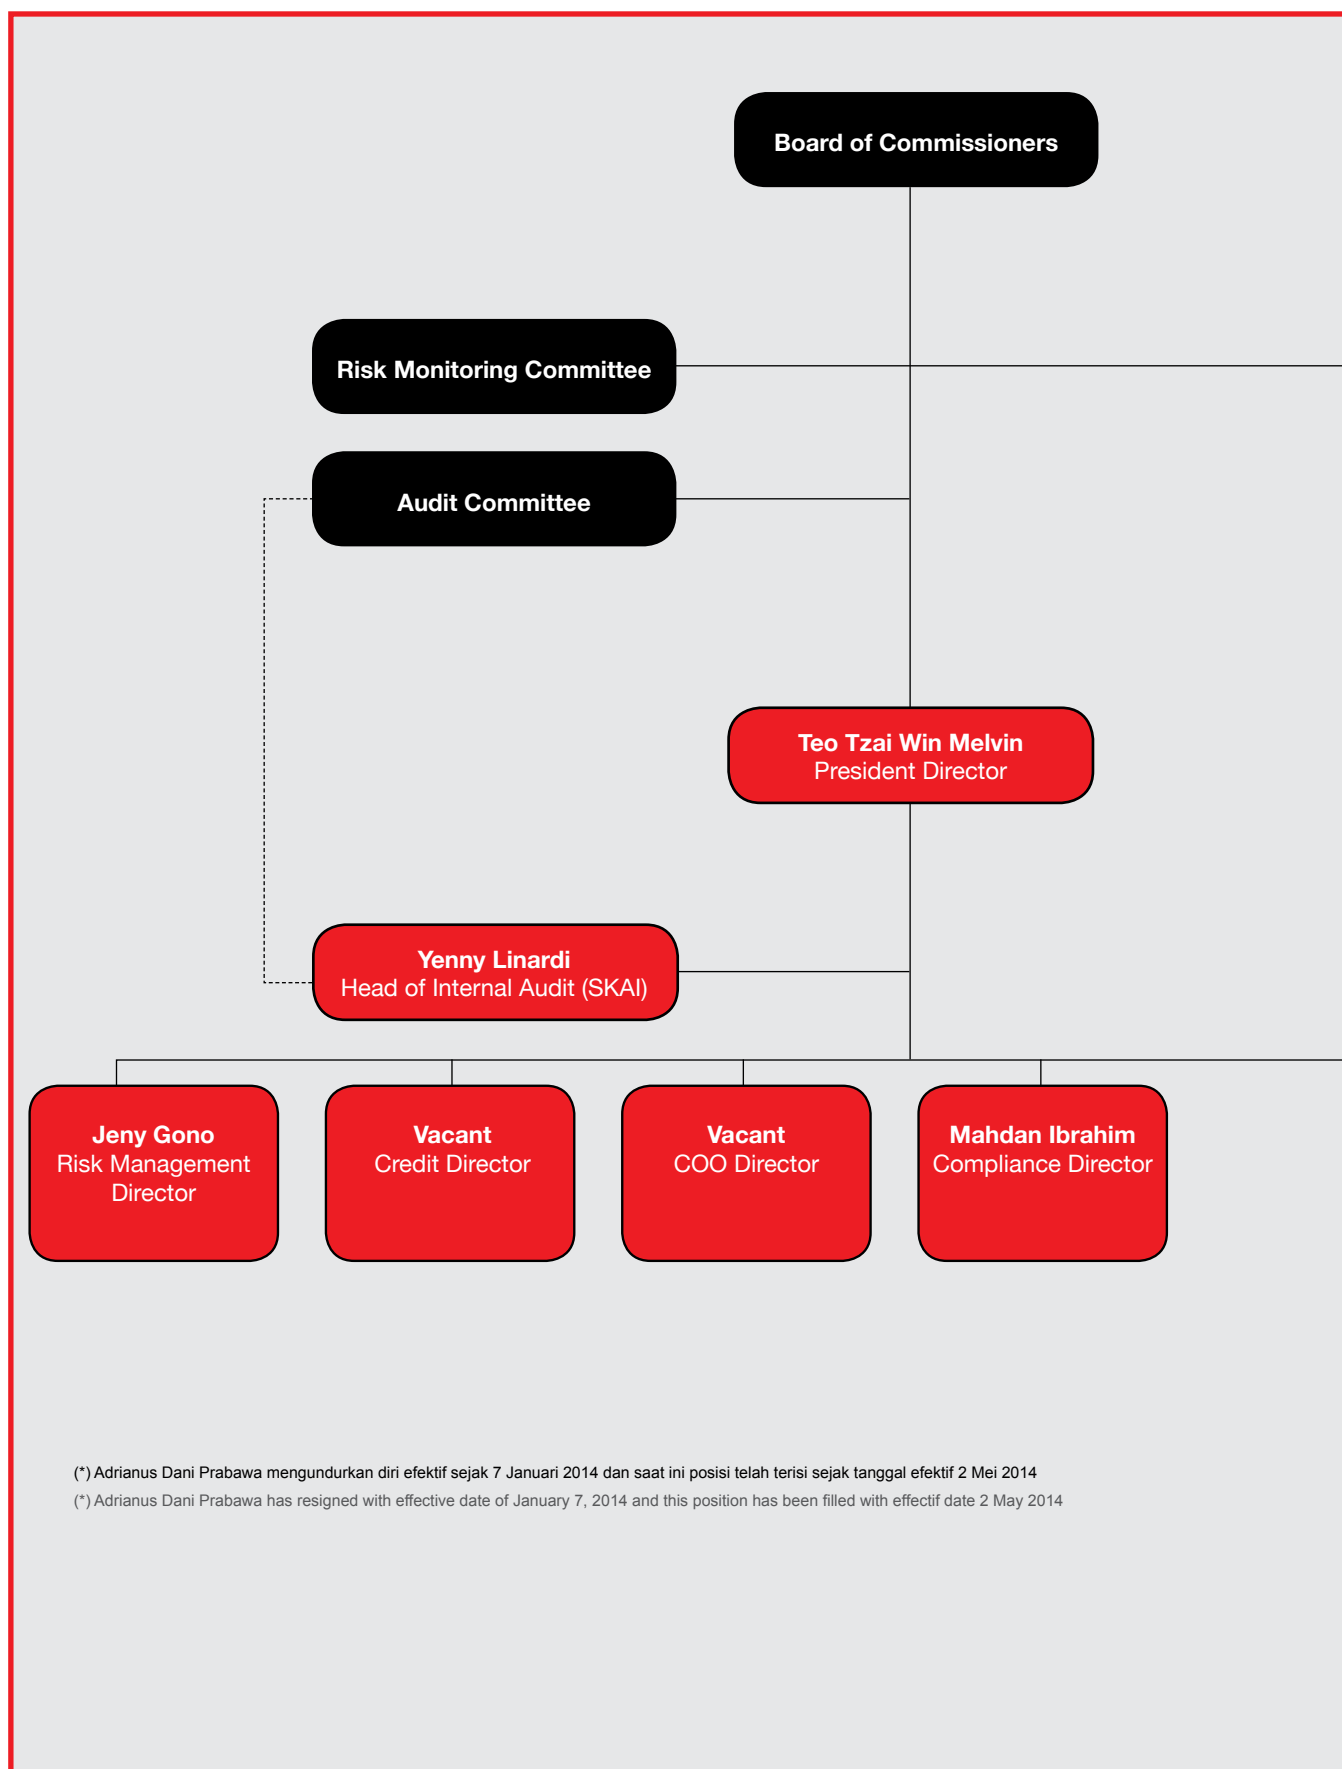 Board of Commissioners
Risk Monitoring Committee
Audit Committee
Teo Tzai Win Melvin
President Director
Yenny Linardi
Head of Internal Audit (SKAI)
Jeny Gono
Risk Management
Director
Vacant
Credit Director
Vacant
COO Director
Mahdan Ibrahim
Compliance Director
(*) Adrianus Dani Prabawa mengundurkan diri efektif sejak 7 Januari 2014 dan saat ini posisi telah terisi sejak tanggal efektif 2 Mei 2014
(*) Adrianus Dani Prabawa has resigned with effective date of January 7, 2014 and this position has been filled with effectif date 2 May 2014